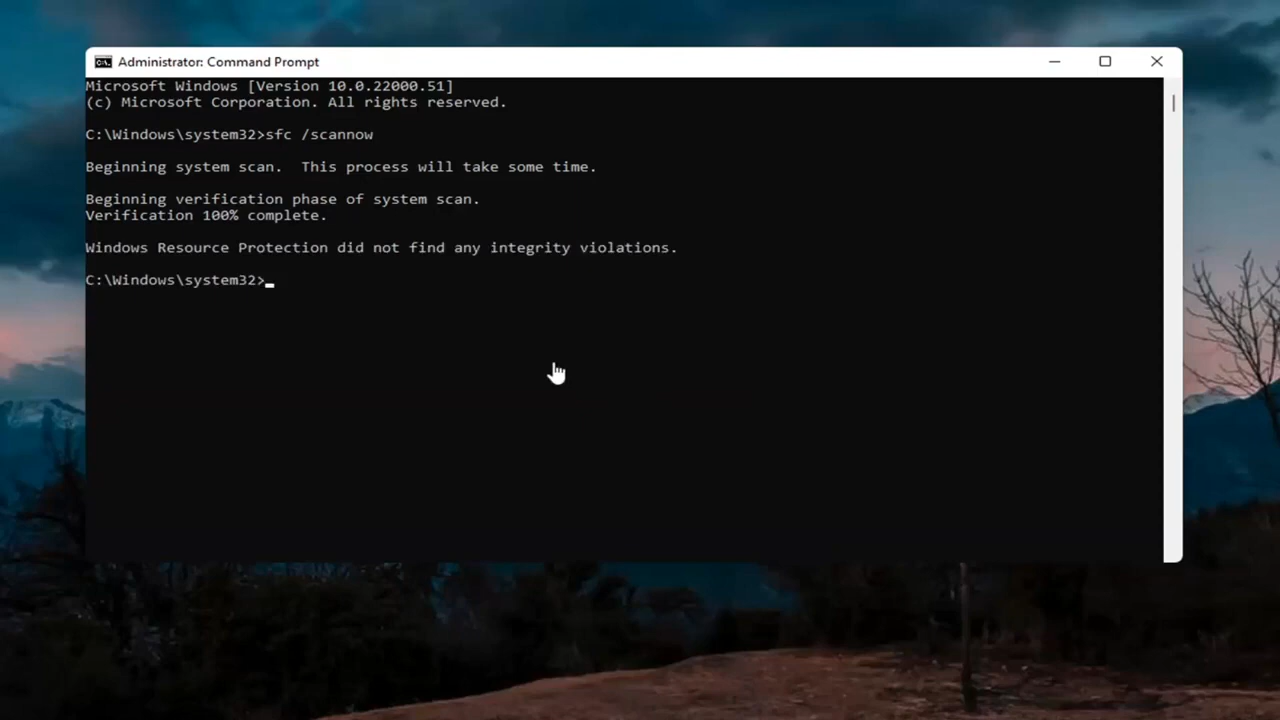 Administrator: Command Prompt
Microsoft Windows [Version 10.0.22000.51]
(c) Microsoft Corporation. All rights reserved.
C:\Windows\system32>sfc /scannow
Beginning system scan.  This process will take some time.
Beginning verification phase of system scan.
Verification 100% complete.
Windows Resource Protection did not find any integrity violations.
C:\Windows\system32>